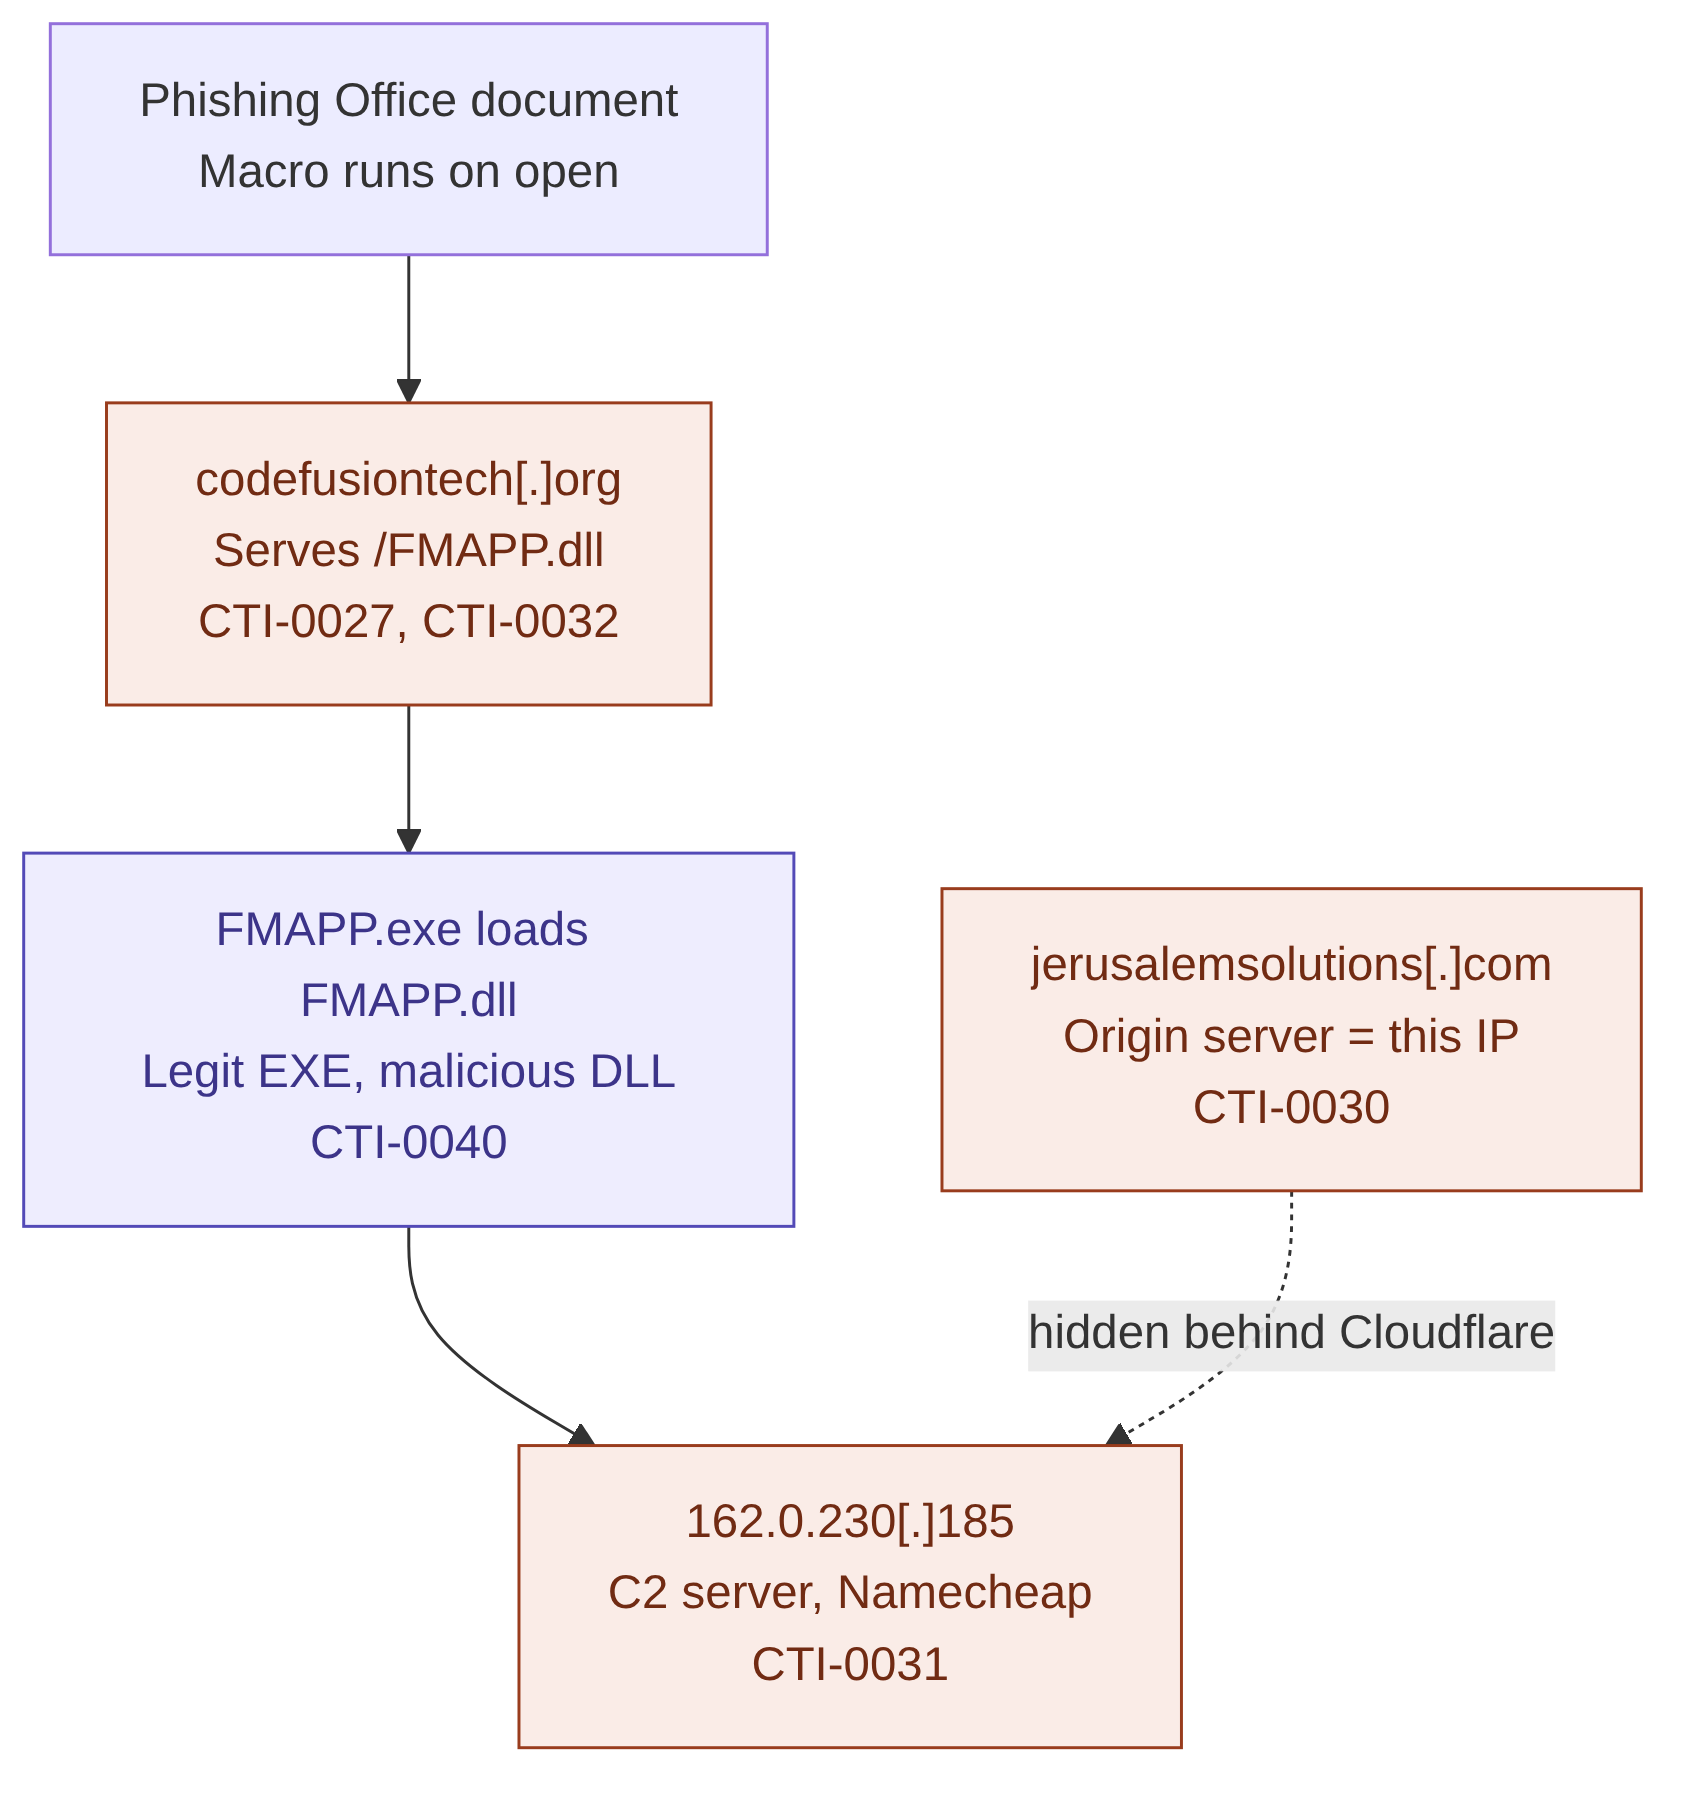 Phishing Office document
Macro runs on open
codefusiontech[.]org
Serves /FMAPP.dll
CTI-0027, CTI-0032
FMAPP.exe loads
FMAPP.dll
Legit EXE, malicious DLL
CTI-0040
jerusalemsolutions[.]com
Origin server = this IP
CTI-0030
hidden behind Cloudflare
162.0.230[.]185
C2 server, Namecheap
CTI-0031